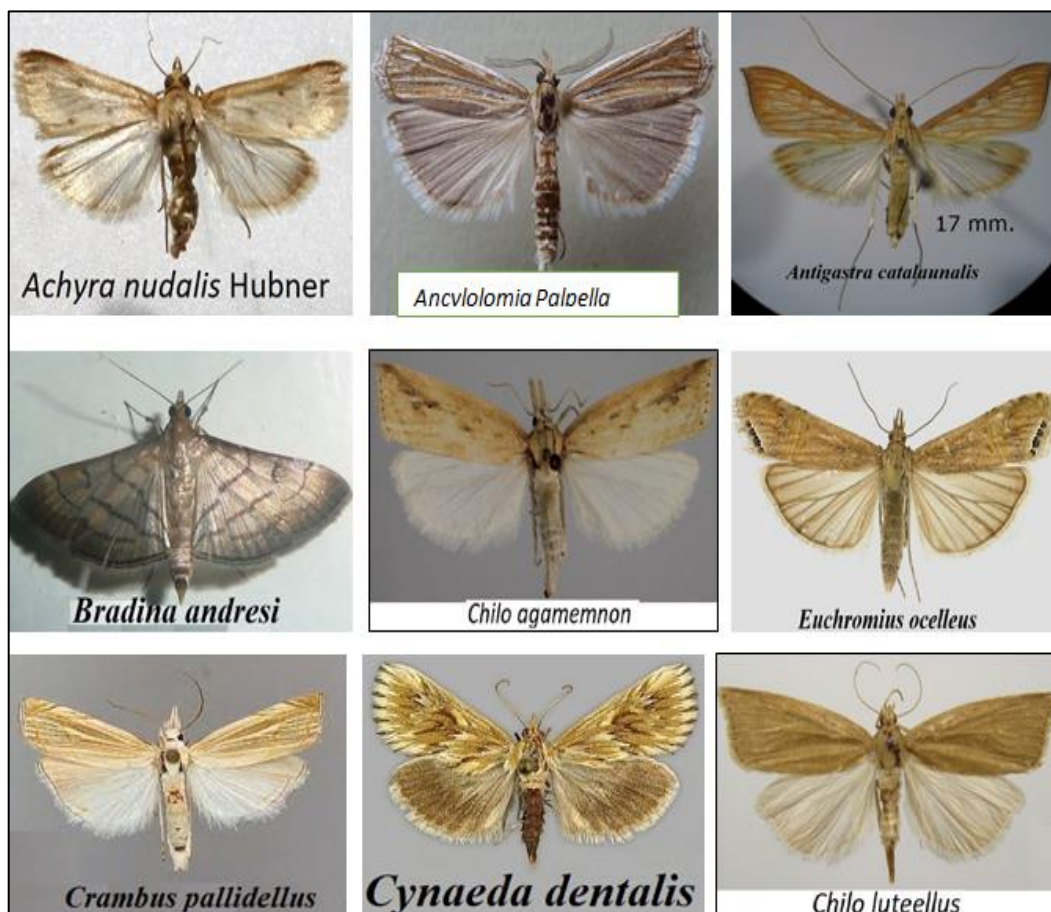 Achyra nudalis Hubner
Ancylolomia Palpella
17 mm.
Antigastra catalaunalis
Bradina andresi
Chilo agamemnon
Euchromius ocelleus
Crambus pallidellus
Cynaeda dentalis
Chilo luteellus